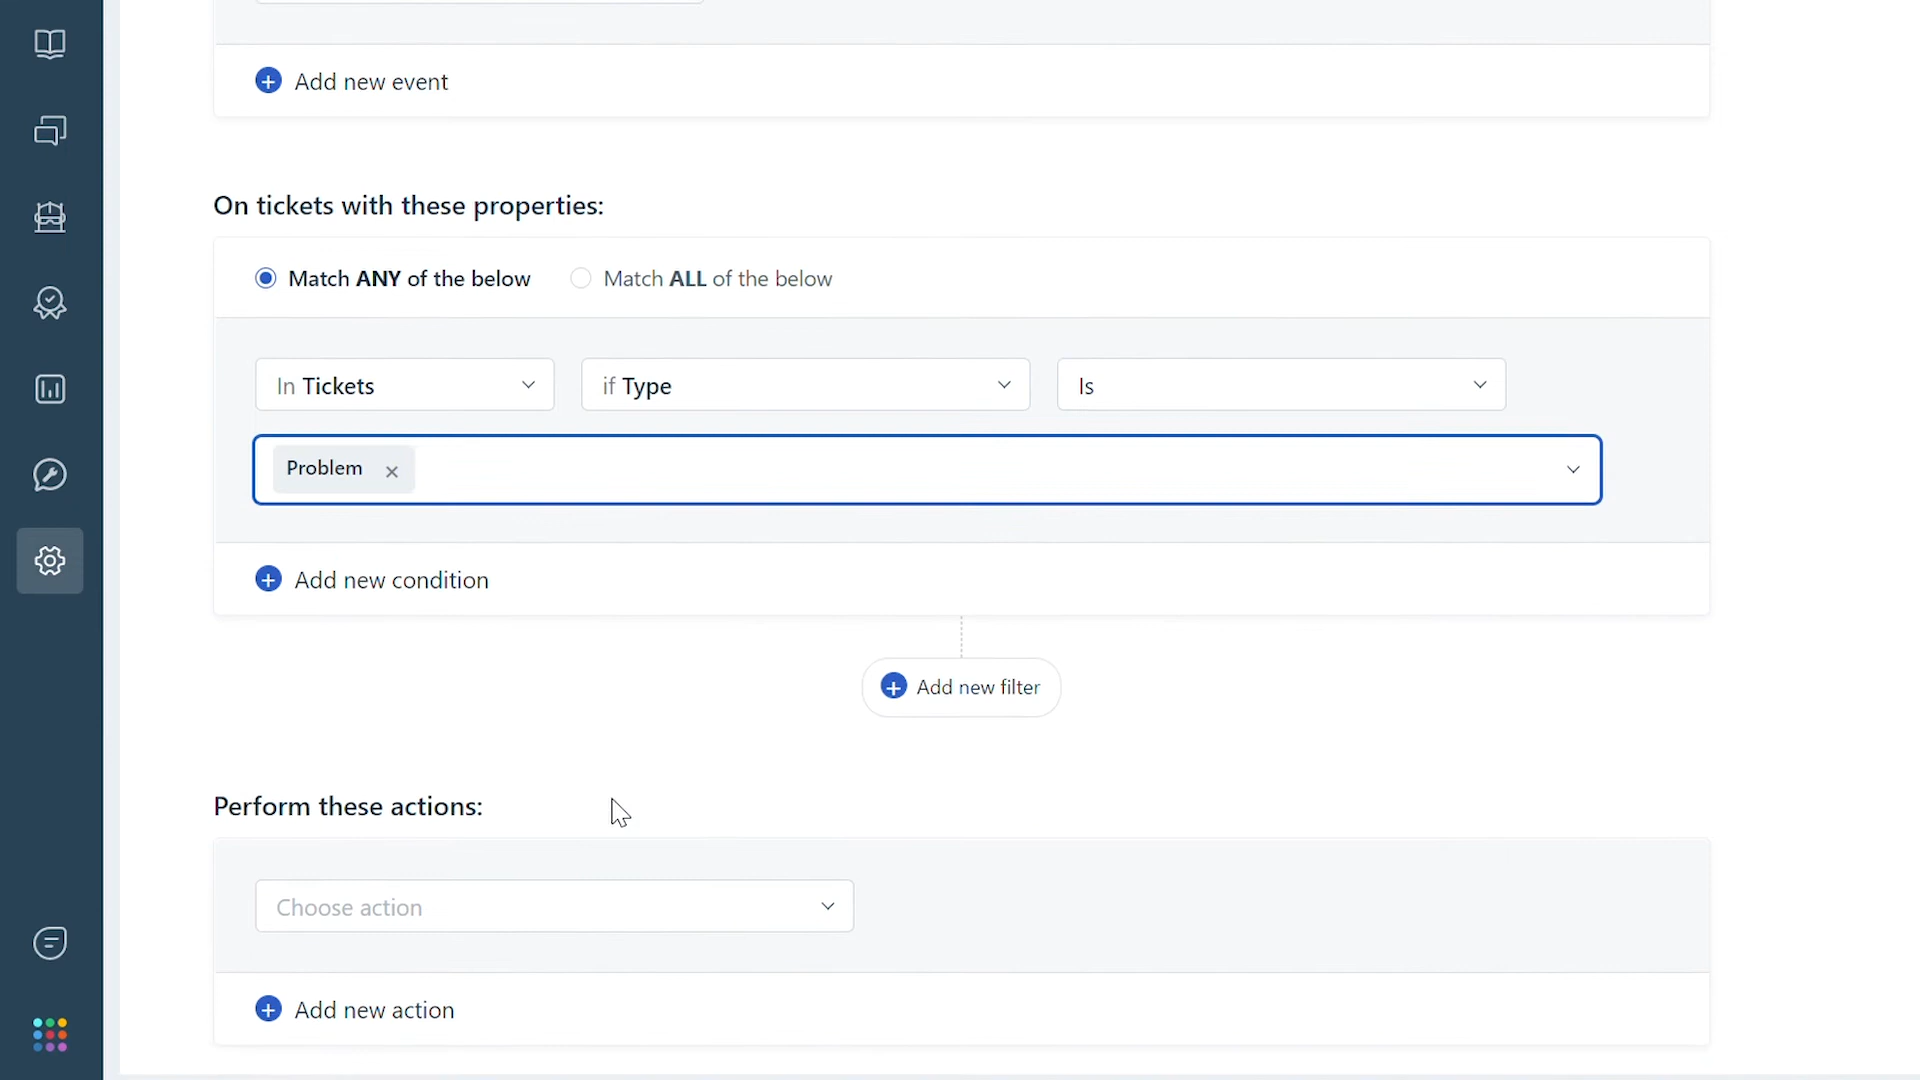 Add new event
On tickets with these properties:
Match ANY of the below Match ALL of the below
In Tickets if Type Is
Problem
Add new condition
Add new filter
Perform these actions:
Choose action
Add new action